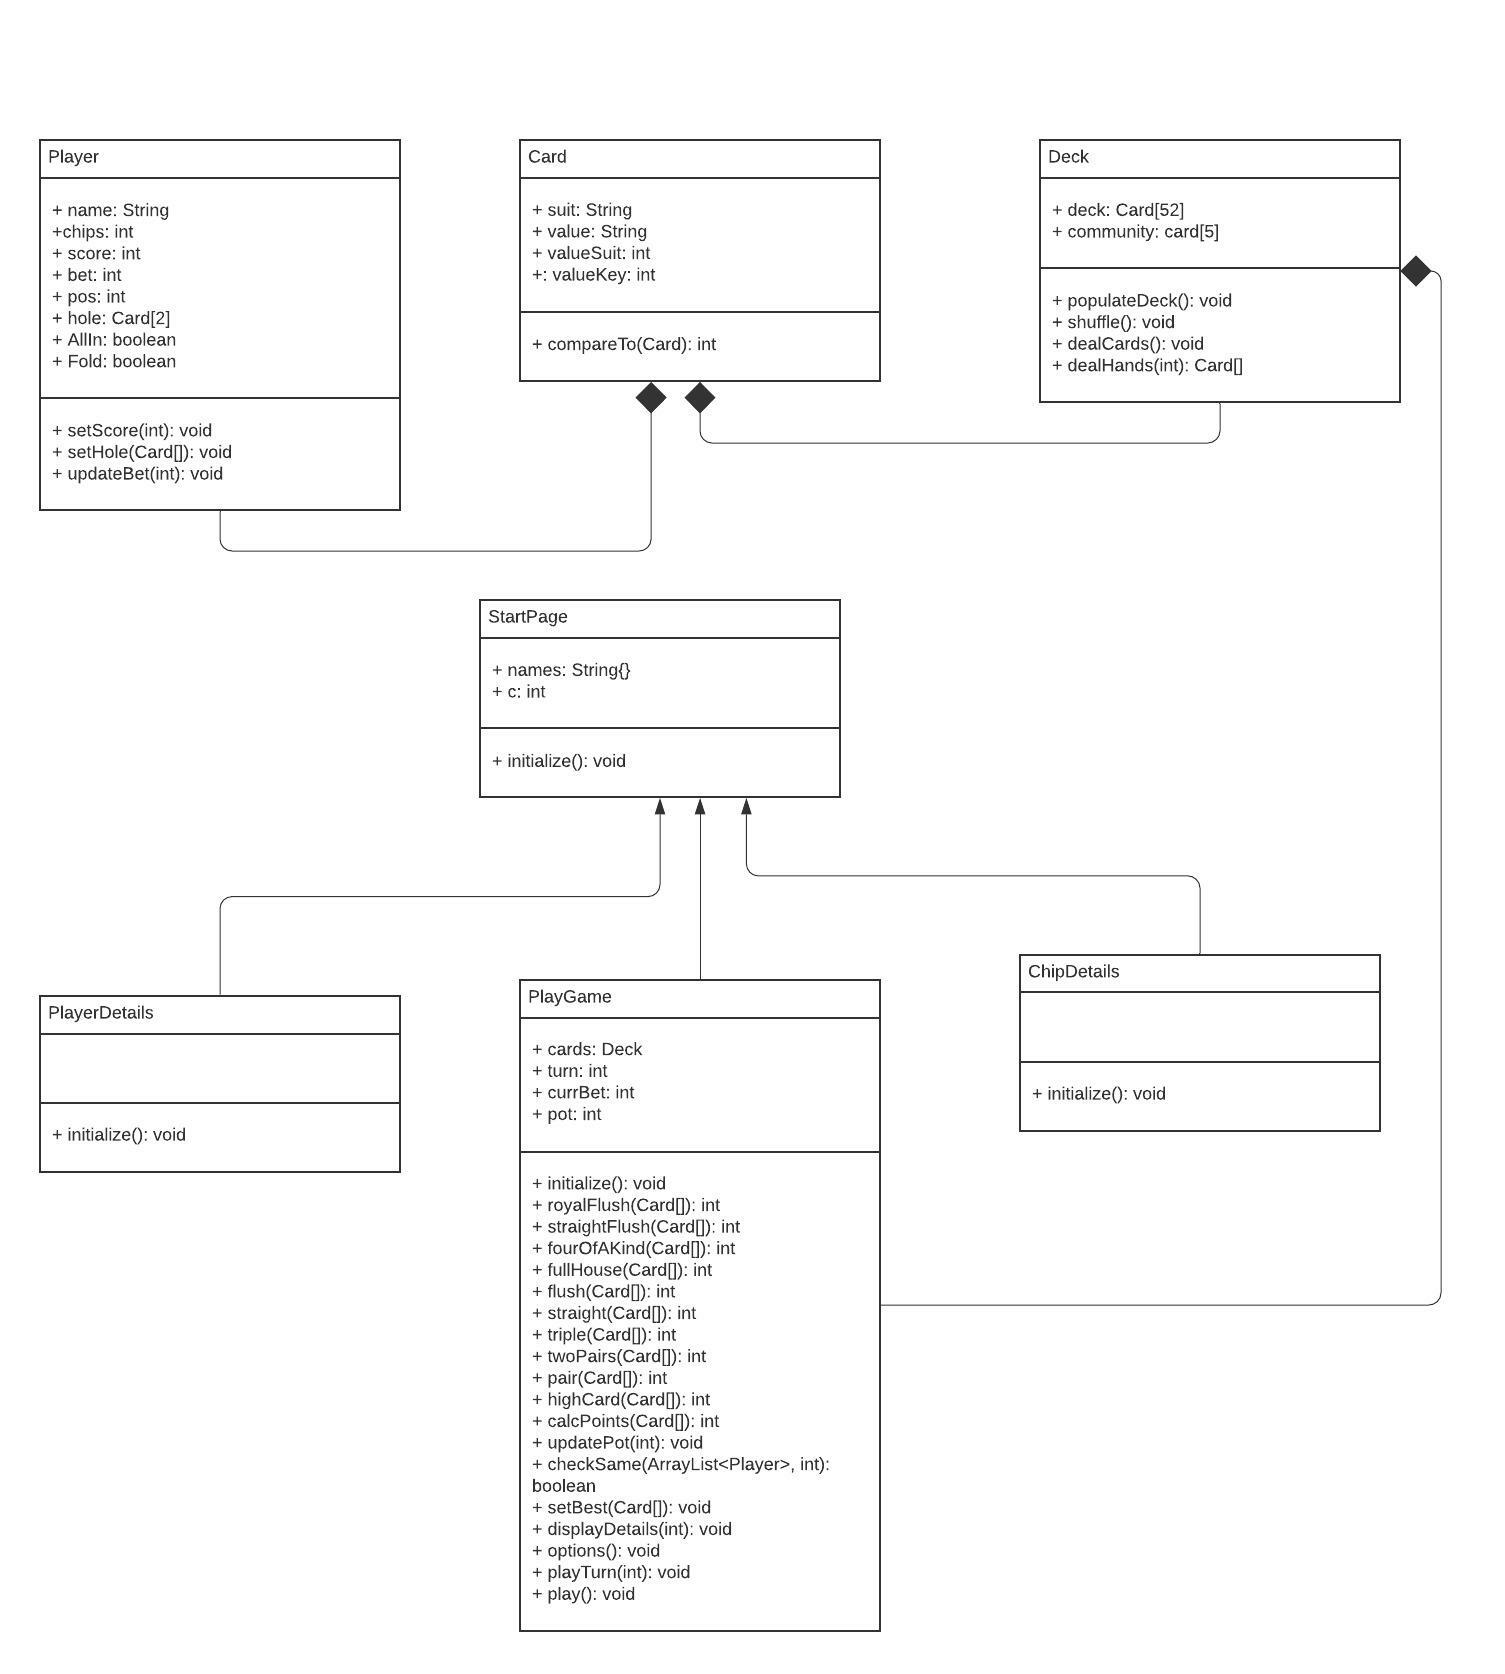 Player
+ name: String
+chips: int
+ score: int
+ bet: int
+ pos: int
+ hole: Card[2]
+ AllIn: boolean
+ Fold: boolean
+ setScore(int): void
+ setHole(Card[]): void
+ updateBet(int): void
Card
+ suit: String
+ value: String
+ valueSuit: int
+: valueKey: int
+ compareTo(Card): int
Deck
+ deck: Card[52]
+ community: card[5]
+ populateDeck(): void
+ shuffle(): void
+ dealCards(): void
+ dealHands(int): Card[]
StartPage
+ names: String{}
+ c: int
+ initialize(): void
PlayerDetails
+ initialize(): void
PlayGame
+ cards: Deck
+ turn: int
+ currBet: int
+ pot: int
+ initialize(): void
+ royalFlush(Card[]): int
+ straightFlush(Card[]): int
+ fourOfAKind(Card[]): int
+ fullHouse(Card[]): int
+ flush(Card[]): int
+ straight(Card[]): int
+ triple(Card[]): int
+ twoPairs(Card[]): int
+ pair(Card[]): int
+ highCard(Card[]): int
+ calcPoints(Card[]): int
+ updatePot(int): void
+ checkSame(ArrayList<Player>, int):
boolean
+ setBest(Card[]): void
+ displayDetails(int): void
+ options(): void
+ playTurn(int): void
+ play(): void
ChipDetails
+ initialize(): void